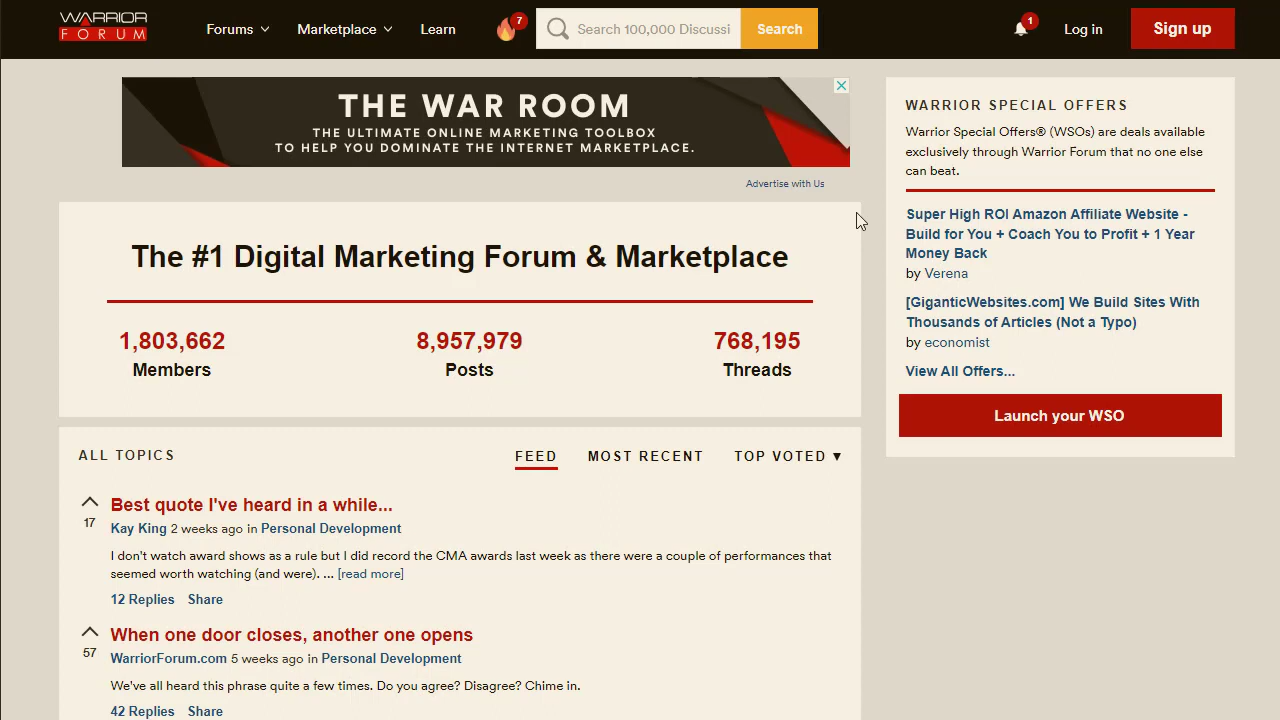 WARRIOR
FORUM
Forums
Marketplace
Learn
7
Search 100,000 Discussi
Search
1
Log in
Sign up
THE WAR ROOM
THE ULTIMATE ONLINE MARKETING TOOLBOX
TO HELP YOU DOMINATE THE INTERNET MARKETPLACE.
Advertise with Us
The #1 Digital Marketing Forum & Marketplace
1,803,662 8,957,979 768,195
Members Posts Threads
ALL TOPICS
FEED MOST RECENT TOP VOTED ▼
Best quote I've heard in a while...
17
Kay King 2 weeks ago in Personal Development
I don't watch award shows as a rule but I did record the CMA awards last week as there were a couple of performances that
seemed worth watching (and were). ... [read more]
12 Replies Share
When one door closes, another one opens
57
WarriorForum.com 5 weeks ago in Personal Development
We've all heard this phrase quite a few times. Do you agree? Disagree? Chime in.
42 Replies Share
WARRIOR SPECIAL OFFERS
Warrior Special Offers® (WSOs) are deals available
exclusively through Warrior Forum that no one else
can beat.
Super High ROI Amazon Affiliate Website -
Build for You + Coach You to Profit + 1 Year
Money Back
by Verena
[GiganticWebsites.com] We Build Sites With
Thousands of Articles (Not a Typo)
by economist
View All Offers...
Launch your WSO